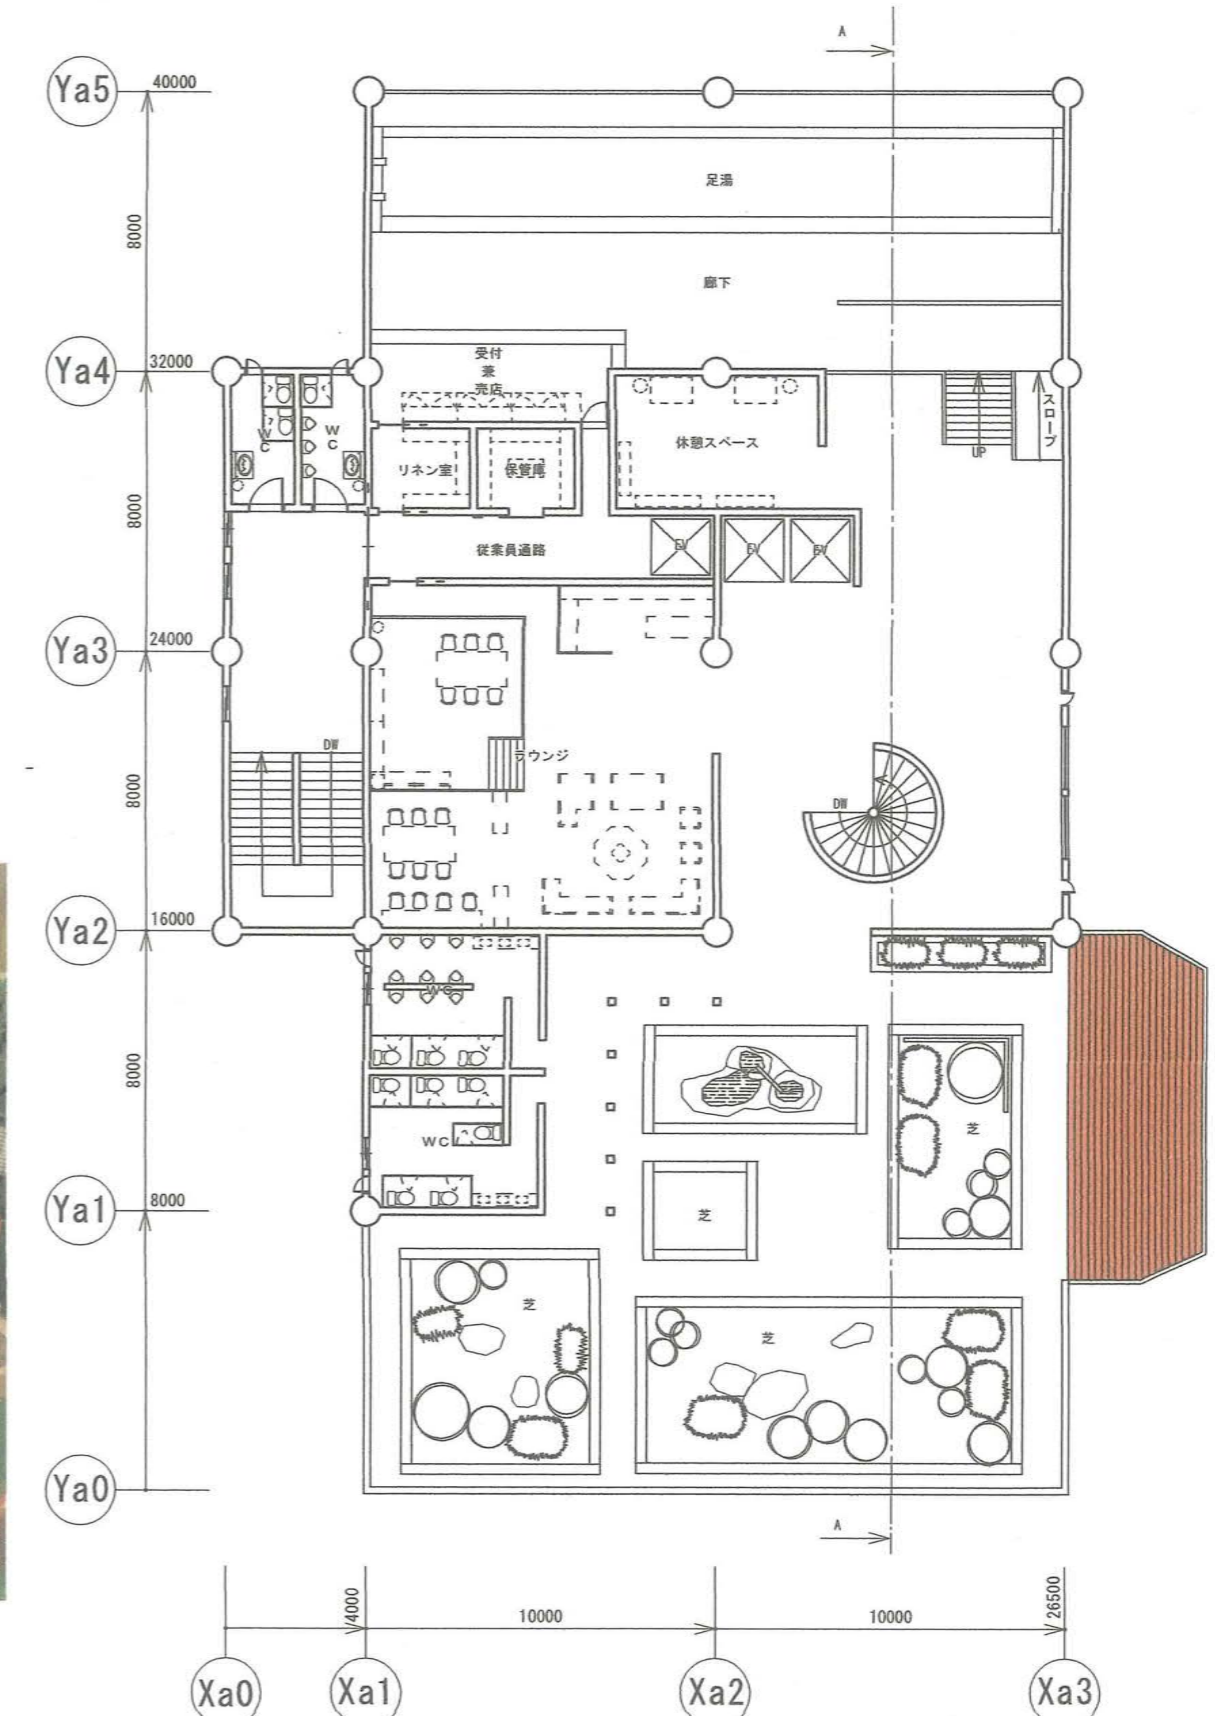 A
Ya5
40000
足湯
8000
廊下
Ya4
32000
受付
兼
売店
スロープ
WC
WC
休憩スペース
UP
リネン室
保管庫
8000
従業員通路
EV
EV
EV
Ya3
24000
DW
ラウンジ
8000
DW
Ya2
16000
WC
8000
芝
WC
Ya1
8000
芝
芝
芝
Ya0
A
4000
10000
10000
26500
Xa0
Xa1
Xa2
Xa3